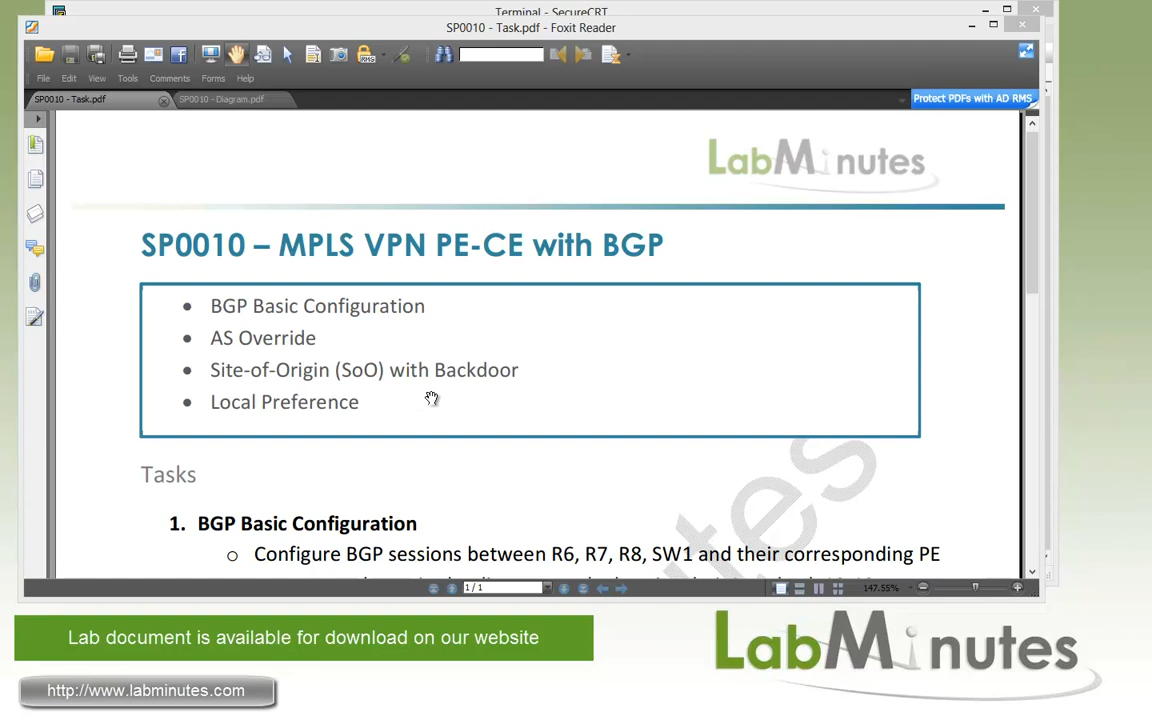 Terminal - SecureCRT
SP0010 - Task.pdf - Foxit Reader
File Edit View Tools Comments Forms Help
SP0010 - Task.pdf SP0010 - Diagram.pdf
Protect PDFs with AD RMS
LabMinutes
SP0010 – MPLS VPN PE-CE with BGP
• BGP Basic Configuration
• AS Override
• Site-of-Origin (SoO) with Backdoor
• Local Preference
Tasks
1. BGP Basic Configuration
o Configure BGP sessions between R6, R7, R8, SW1 and their corresponding PE
1 / 1
147.55%
Lab document is available for download on our website
LabMinutes
http://www.labminutes.com